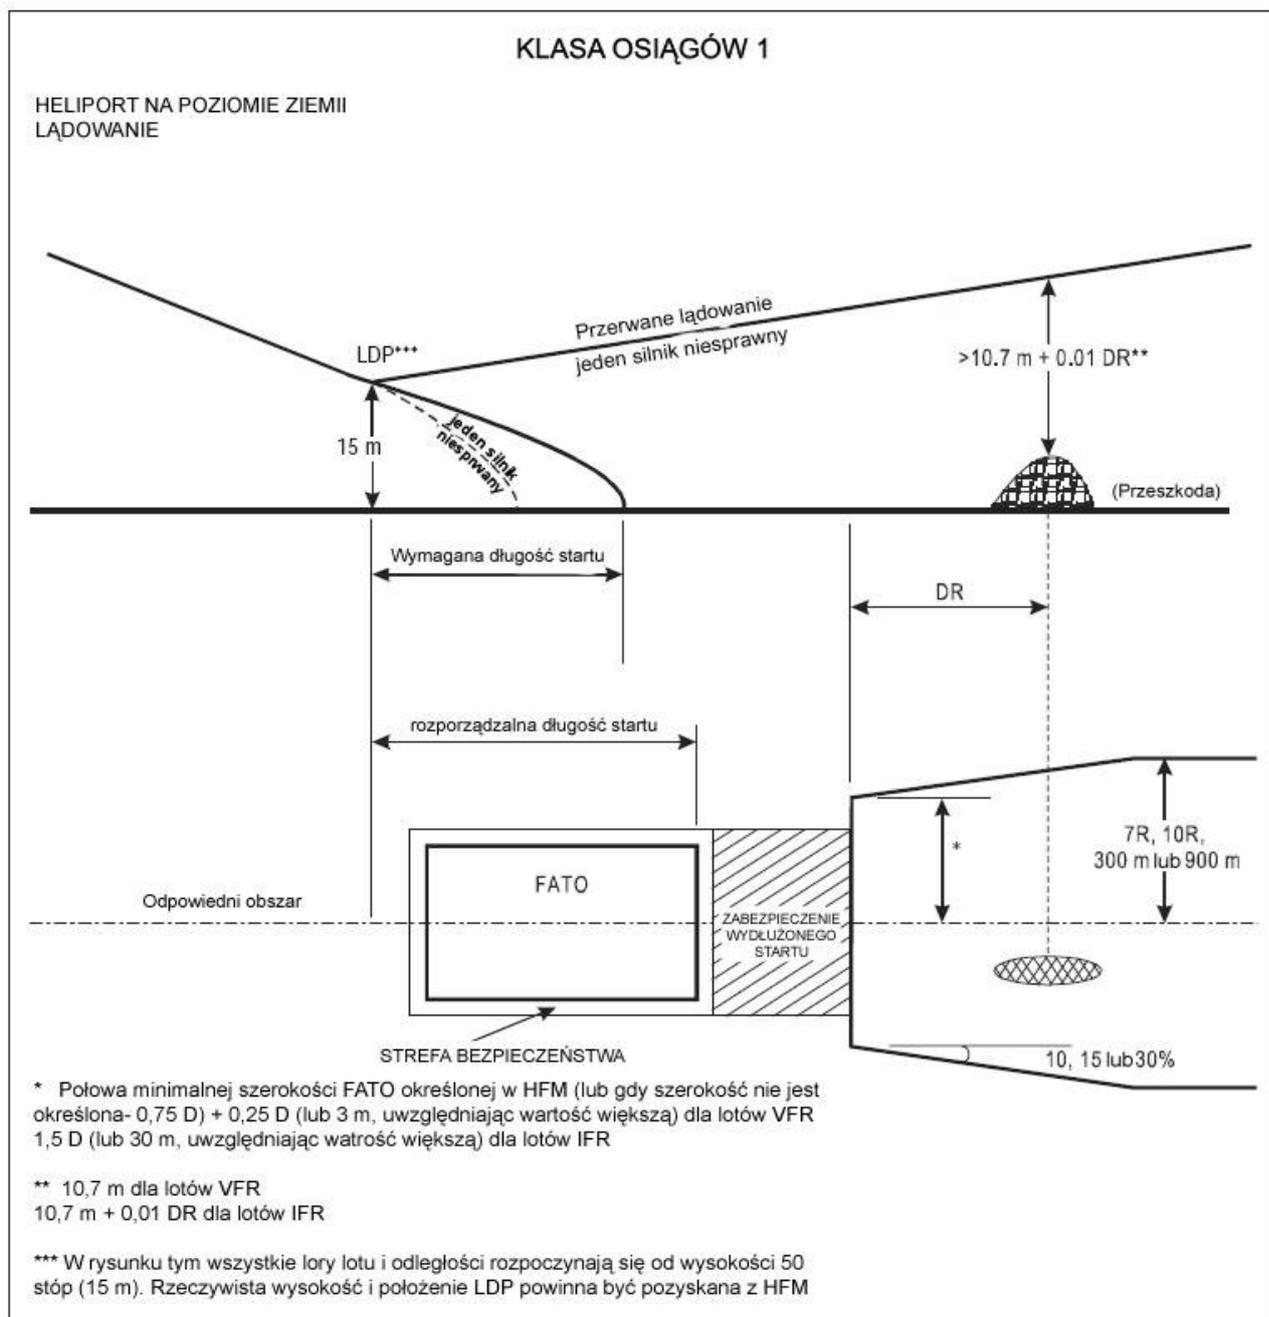 KLASA OSIĄGÓW 1
HELIPORT NA POZIOMIE ZIEMII
LĄDOWANIE
Przerwane lądowanie
jeden silnik niesprawny
LDP***
>10.7 m + 0.01 DR**
15 m
jeden silnik
niesprwany
(Przeszkoda)
Wymagana długość startu
DR
rozporządzalna długość startu
7R, 10R,
300 m lub 900 m
*
FATO
Odpowiedni obszar
ZABEZPIECZENIE
WYDŁUŻONEGO
STARTU
STREFA BEZPIECZEŃSTWA
10, 15 lub 30%
* Połowa minimalnej szerokości FATO określonej w HFM (lub gdy szerokość nie jest
określona- 0,75 D) + 0,25 D (lub 3 m, uwzględniając wartość większą) dla lotów VFR
1,5 D (lub 30 m, uwzględniając watrość większą) dla lotów IFR
** 10,7 m dla lotów VFR
10,7 m + 0,01 DR dla lotów IFR
*** W rysunku tym wszystkie lory lotu i odległości rozpoczynają się od wysokości 50
stóp (15 m). Rzeczywista wysokość i położenie LDP powinna być pozyskana z HFM